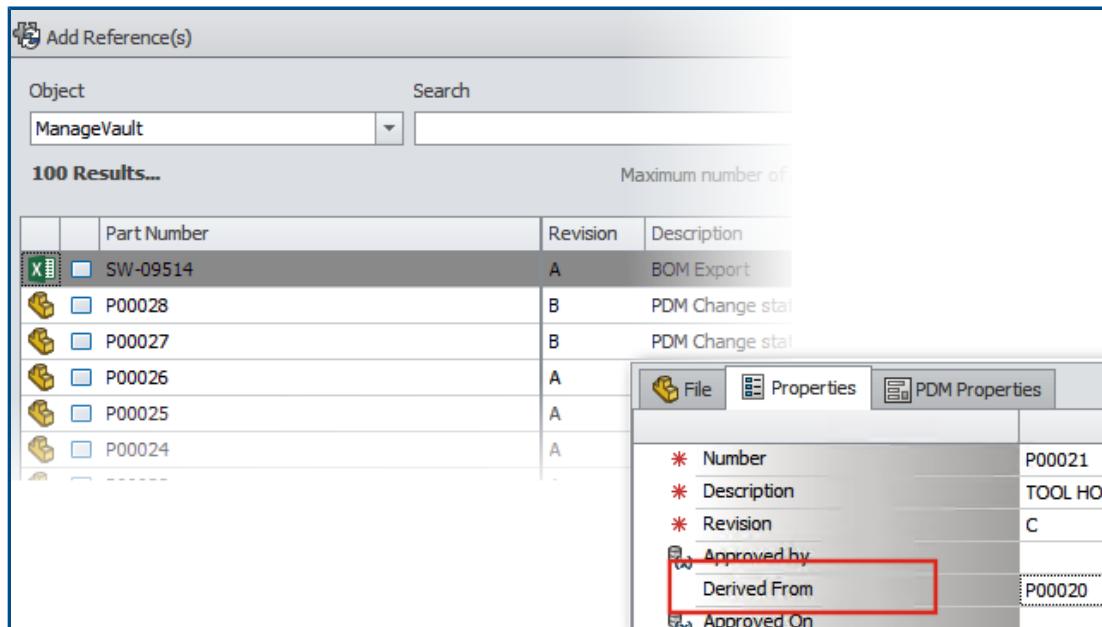 Add Reference(s)
Object Search
ManageVault
100 Results... Maximum number of
Part Number Revision Description
SW-09514 A BOM Export
P00028 B PDM Change stat
P00027 B PDM Change stat
P00026 A
P00025 A
P00024 A
File Properties PDM Properties
Number P00021
Description TOOL HO
Revision C
Approved by
Derived From P00020
Approved On